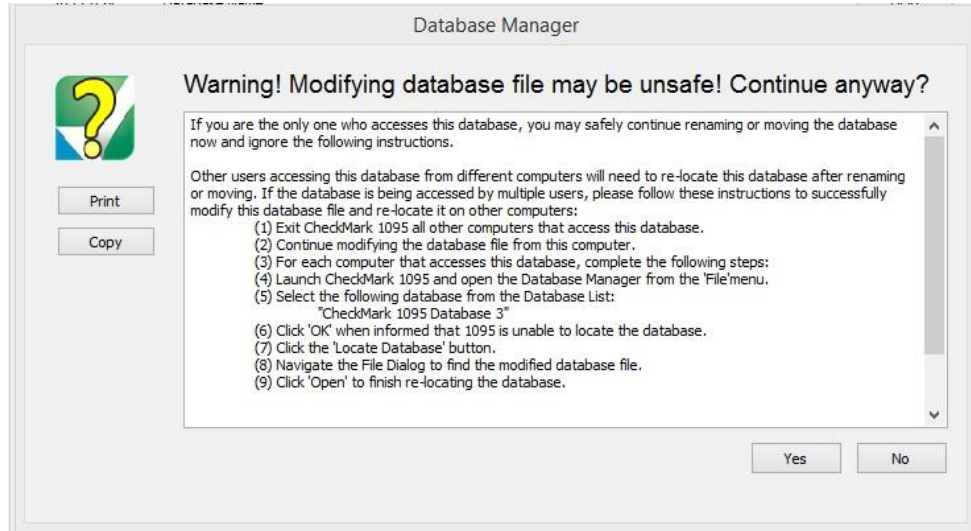 Database Manager
Warning! Modifying database file may be unsafe! Continue anyway?
If you are the only one who accesses this database, you may safely continue renaming or moving the database
now and ignore the following instructions.
Other users accessing this database from different computers will need to re-locate this database after renaming
or moving. If the database is being accessed by multiple users, please follow these instructions to successfully
modify this database file and re-locate it on other computers:
(1) Exit CheckMark 1095 all other computers that access this database.
(2) Continue modifying the database file from this computer.
(3) For each computer that accesses this database, complete the following steps:
(4) Launch CheckMark 1095 and open the Database Manager from the 'File'menu.
(5) Select the following database from the Database List:
"CheckMark 1095 Database 3"
(6) Click 'OK' when informed that 1095 is unable to locate the database.
(7) Click the 'Locate Database' button.
(8) Navigate the File Dialog to find the modified database file.
(9) Click 'Open' to finish re-locating the database.
Print
Copy
Yes
No